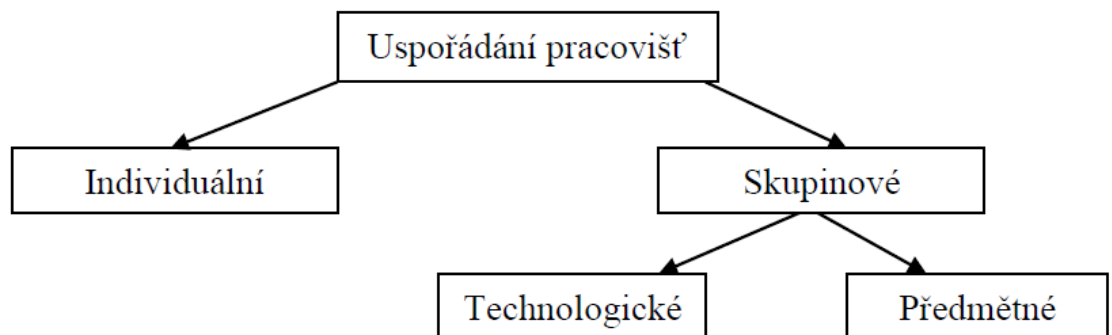 Uspořádání pracovišť
Individuální
Skupinové
Technologické
Předmětné